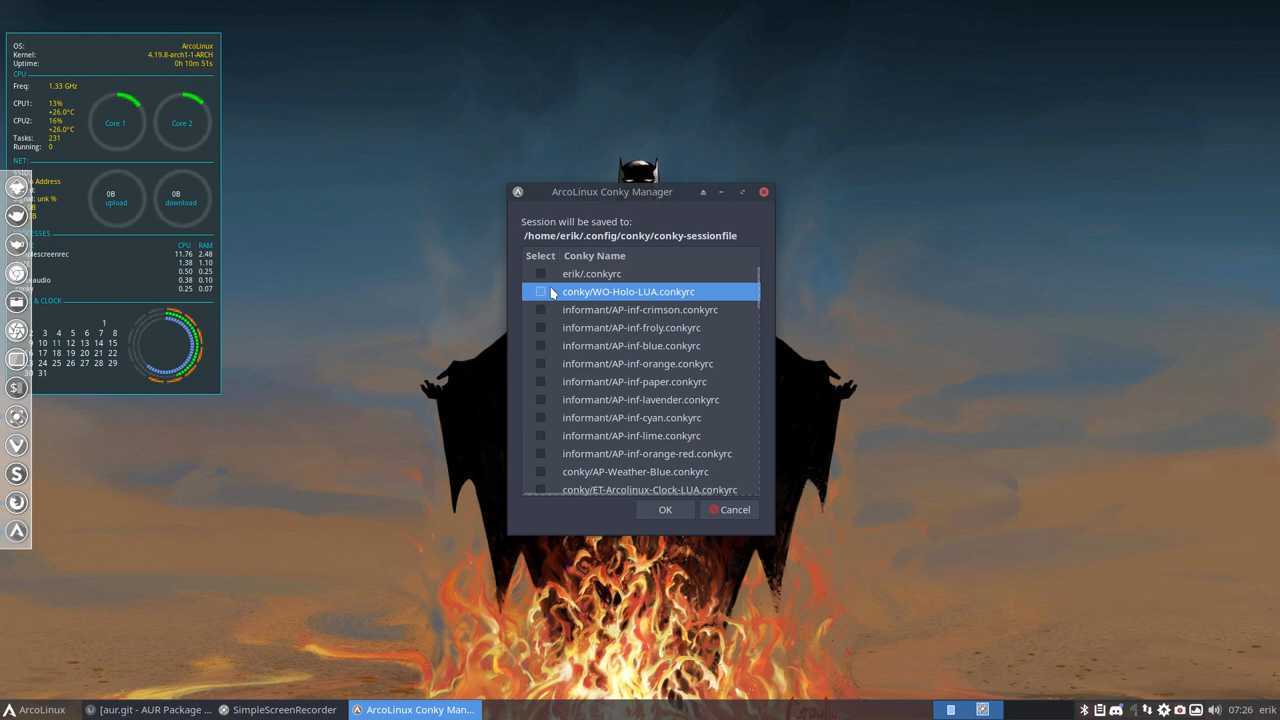 OS: ArcoLinux
Kernel: 4.19.8-arch1-1-ARCH
Uptime: 0h 10m 51s
CPU
Freq: 1.33 GHz
CPU1: 13%
+26.0°C
CPU2: 16%
+26.0°C
Tasks: 231
Running: 0
Core 1
Core 2
NET:
Address
unk %
0B
upload
0B
download
CPU RAM
11.76 2.48
1.38 1.10
0.50 0.25
0.38 0.10
0.25 0.07
& CLOCK
1
2 3 4 5 6 7 8
9 10 11 12 13 14 15
16 17 18 19 20 21 22
23 24 25 26 27 28 29
30 31
ArcoLinux Conky Manager
Session will be saved to:
/home/erik/.config/conky/conky-sessionfile
Select Conky Name
erik/.conkyrc
conky/WO-Holo-LUA.conkyrc
informant/AP-inf-crimson.conkyrc
informant/AP-inf-froly.conkyrc
informant/AP-inf-blue.conkyrc
informant/AP-inf-orange.conkyrc
informant/AP-inf-paper.conkyrc
informant/AP-inf-lavender.conkyrc
informant/AP-inf-cyan.conkyrc
informant/AP-inf-lime.conkyrc
informant/AP-inf-orange-red.conkyrc
conky/AP-Weather-Blue.conkyrc
conky/ET-Arcolinux-Clock-LUA.conkyrc
OK Cancel
ArcoLinux [aur.git - AUR Package ... SimpleScreenRecorder ArcoLinux Conky Man... 07:26 erik